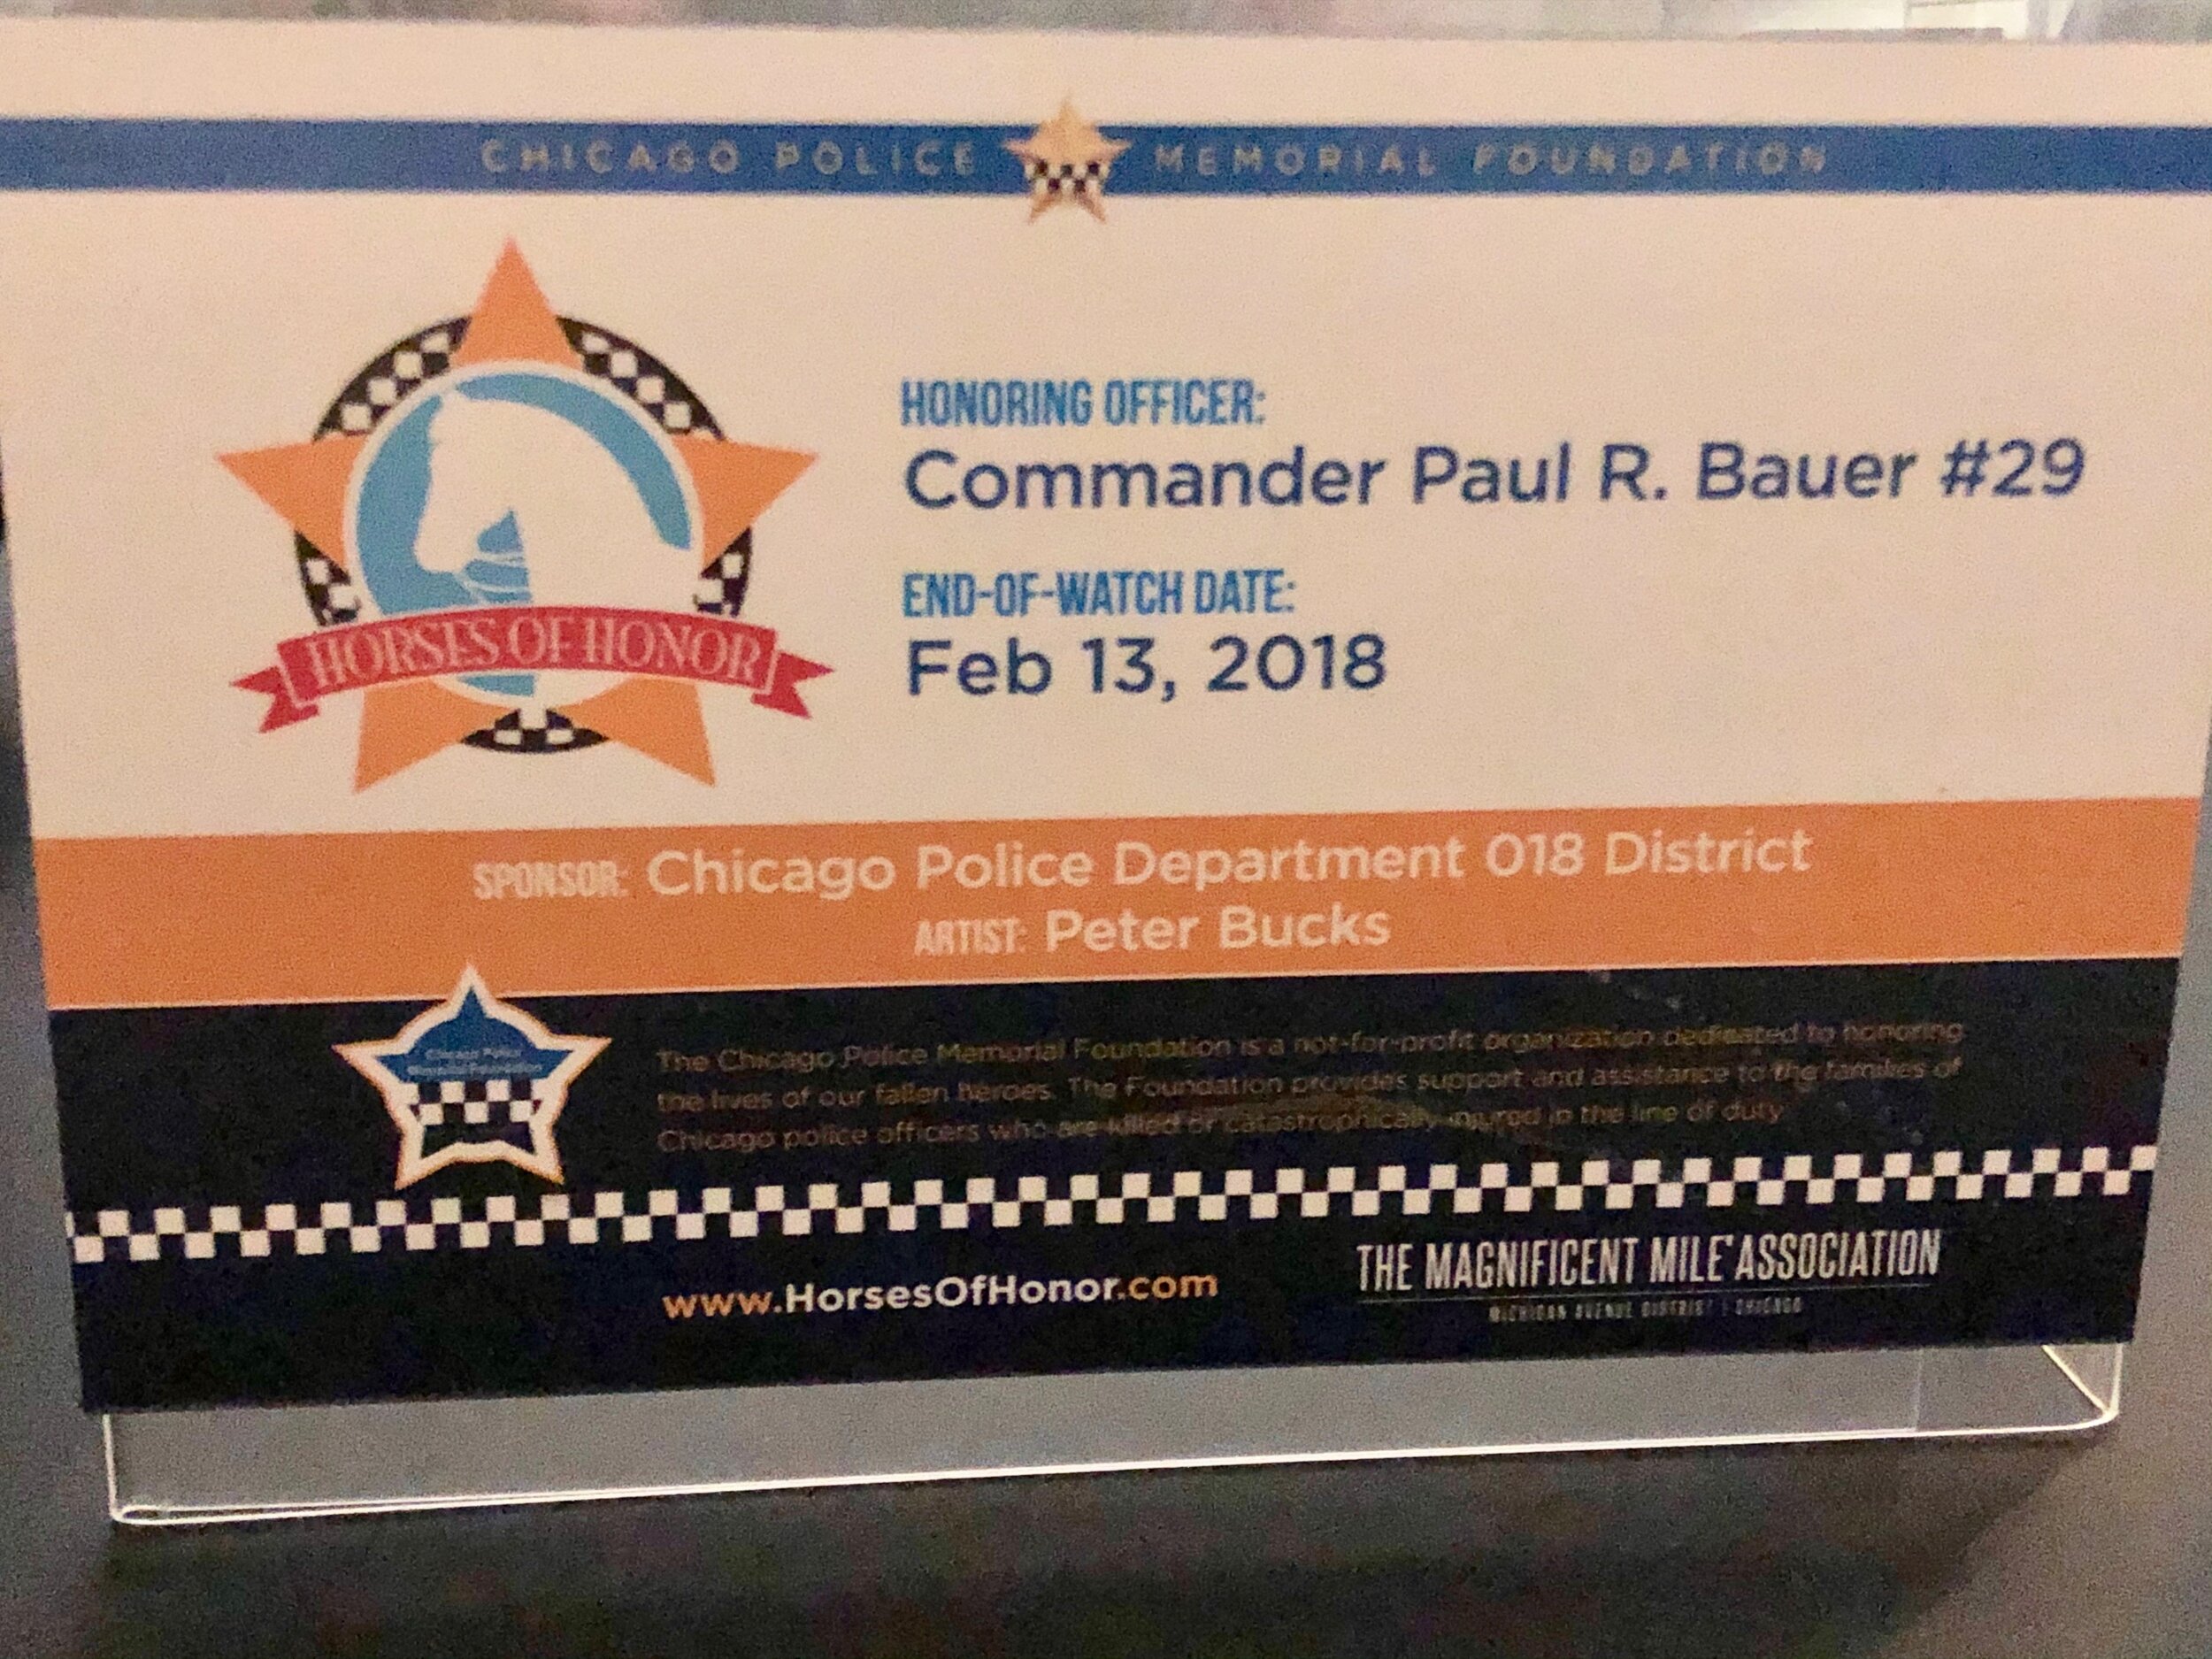 CHICAGO POLICE MEMORIAL FOUNDATION
HORSES OF HONOR
HONORING OFFICER:
Commander Paul R. Bauer #29
END-OF-WATCH DATE:
Feb 13, 2018
SPONSOR: Chicago Police Department 018 District
ARTIST: Peter Bucks
Chicago Police
Memorial Foundation
The Chicago Police Memorial Foundation is a not-for-profit organization dedicated to honoring
the lives of our fallen heroes. The Foundation provides support and assistance to the families of
Chicago police officers who are killed or catastrophically injured in the line of duty
www.HorsesOfHonor.com
THE MAGNIFICENT MILE® ASSOCIATION
MICHIGAN AVENUE DISTRICT | CHICAGO